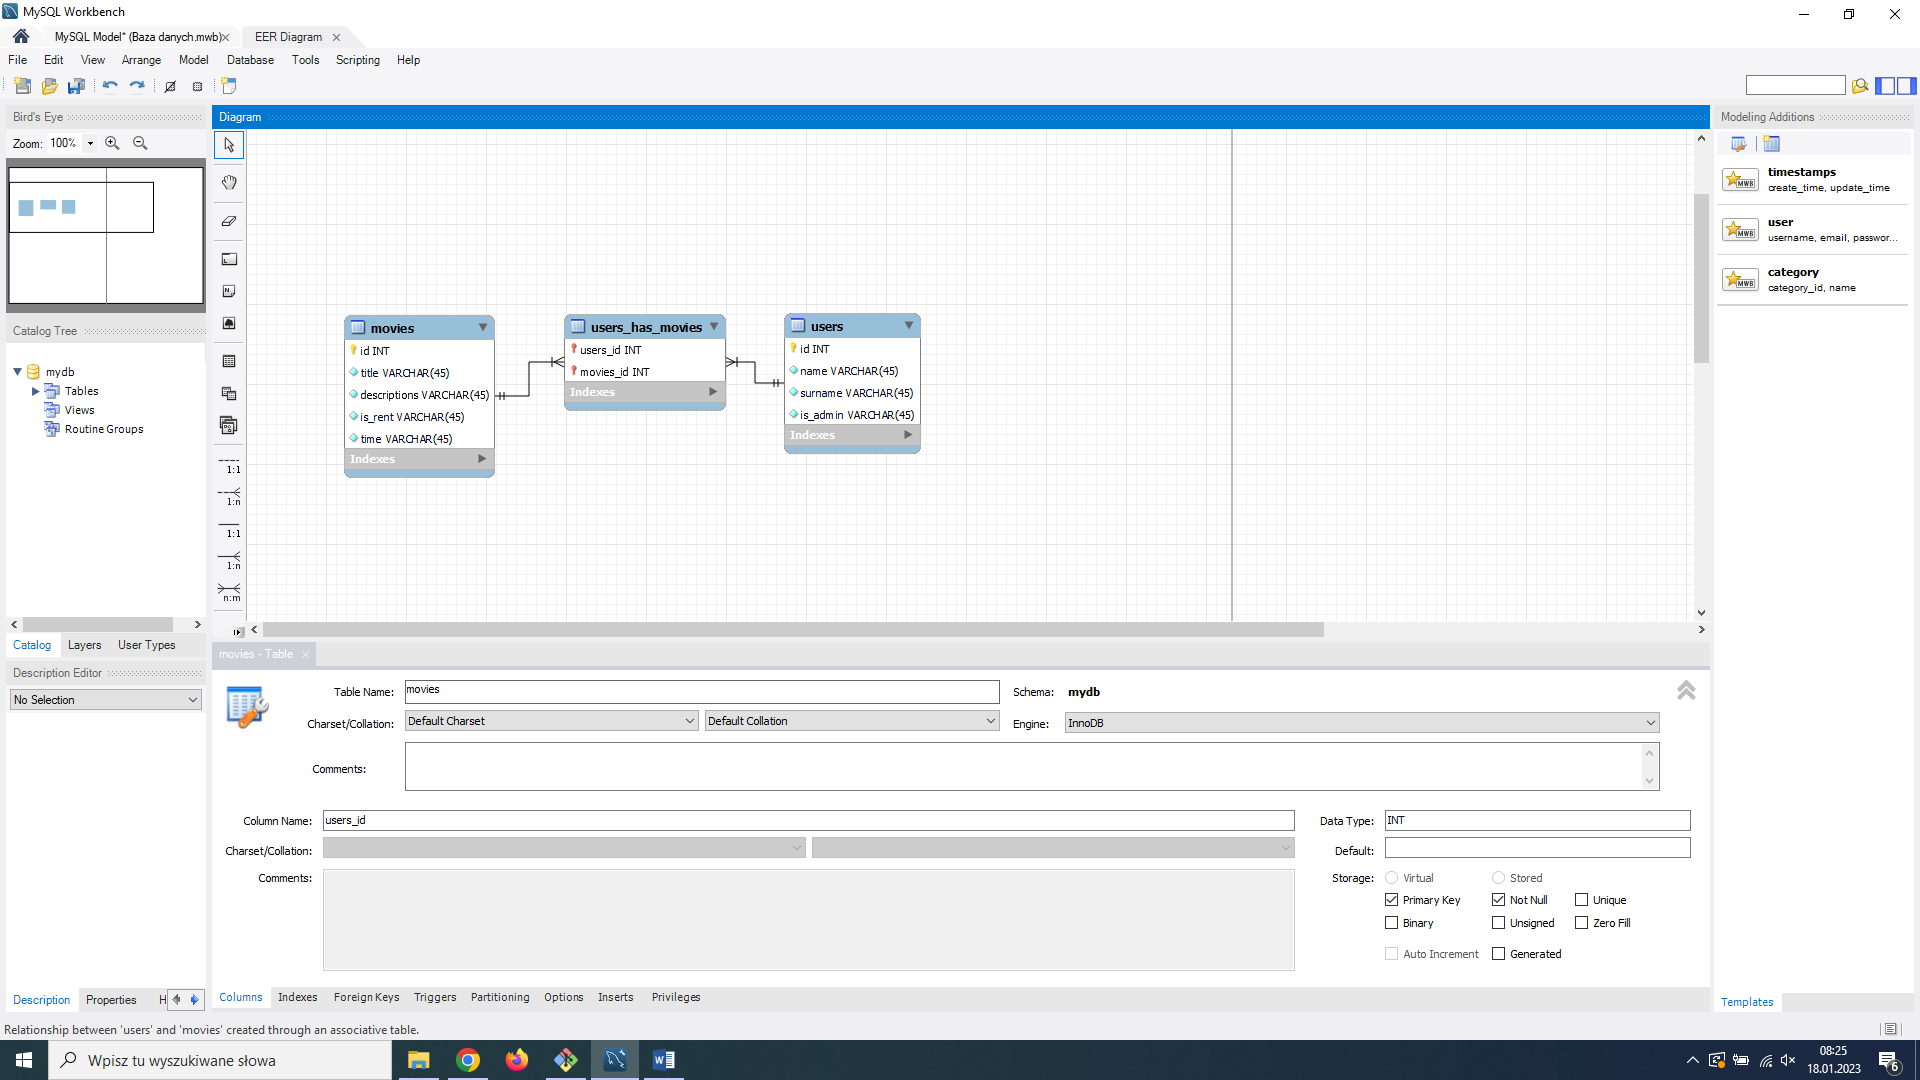 MySQL Workbench
MySQL Model* (Baza danych.mwb)
EER Diagram
File Edit View Arrange Model Database Tools Scripting Help
Bird's Eye
Zoom: 100%
Diagram
Modeling Additions
timestamps
create_time, update_time
user
username, email, passwor...
category
category_id, name
Catalog Tree
mydb
Tables
Views
Routine Groups
movies
id INT
title VARCHAR(45)
descriptions VARCHAR(45)
is_rent VARCHAR(45)
time VARCHAR(45)
Indexes
users_has_movies
users_id INT
movies_id INT
Indexes
users
id INT
name VARCHAR(45)
surname VARCHAR(45)
is_admin VARCHAR(45)
Indexes
1:1
1:n
1:1
1:n
n:m
Catalog Layers User Types
Description Editor
No Selection
movies - Table
Table Name: movies
Schema: mydb
Charset/Collation: Default Charset Default Collation
Engine: InnoDB
Comments:
Column Name: users_id
Data Type: INT
Charset/Collation:
Default:
Comments:
Storage: Virtual Stored
Primary Key Not Null Unique
Binary Unsigned Zero Fill
Auto Increment Generated
Columns Indexes Foreign Keys Triggers Partitioning Options Inserts Privileges
Description Properties H
Templates
Relationship between 'users' and 'movies' created through an associative table.
Wpisz tu wyszukiwane słowa
08:25
18.01.2023
6